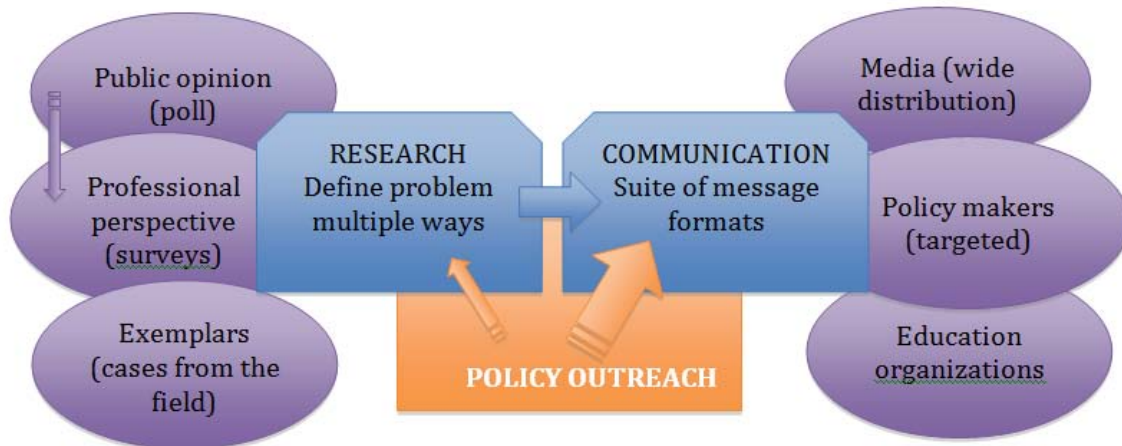 Public opinion
(poll)
Professional
perspective
(surveys)
Exemplars
(cases from the
field)
RESEARCH
Define problem
multiple ways
COMMUNICATION
Suite of message
formats
POLICY OUTREACH
Media (wide
distribution)
Policy makers
(targeted)
Education
organizations